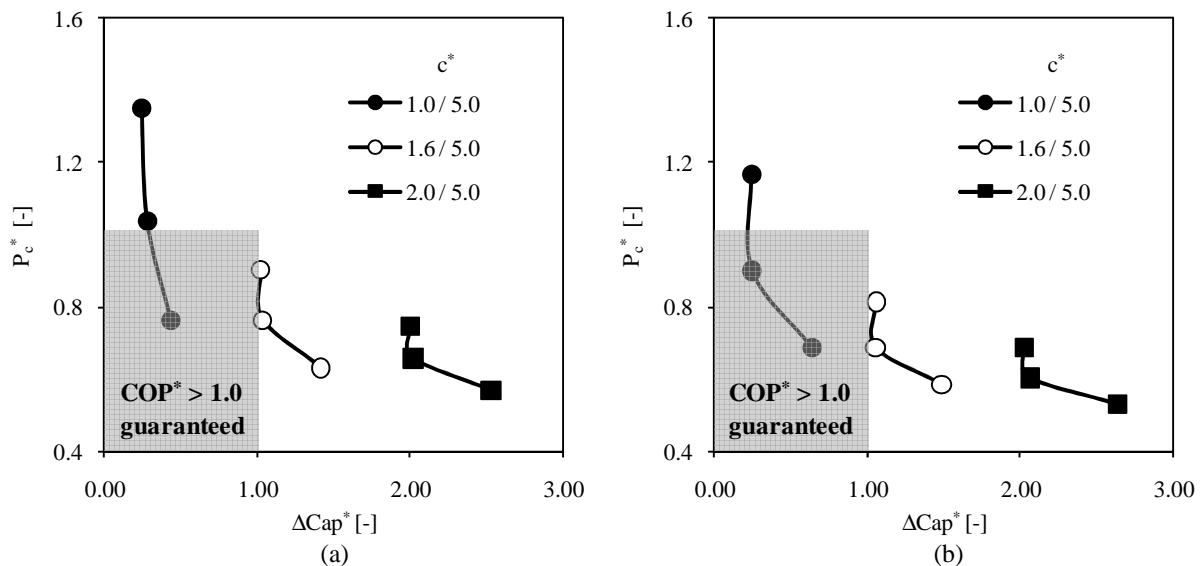 1.6
1.2
0.8
0.4
P_c^* [-]
c^*
1.0 / 5.0
1.6 / 5.0
2.0 / 5.0
COP^* > 1.0
guaranteed
0.00 1.00 2.00 3.00
ΔCap^* [-]
(a)
1.6
1.2
0.8
0.4
P_c^* [-]
c^*
1.0 / 5.0
1.6 / 5.0
2.0 / 5.0
COP^* > 1.0
guaranteed
0.00 1.00 2.00 3.00
ΔCap^* [-]
(b)